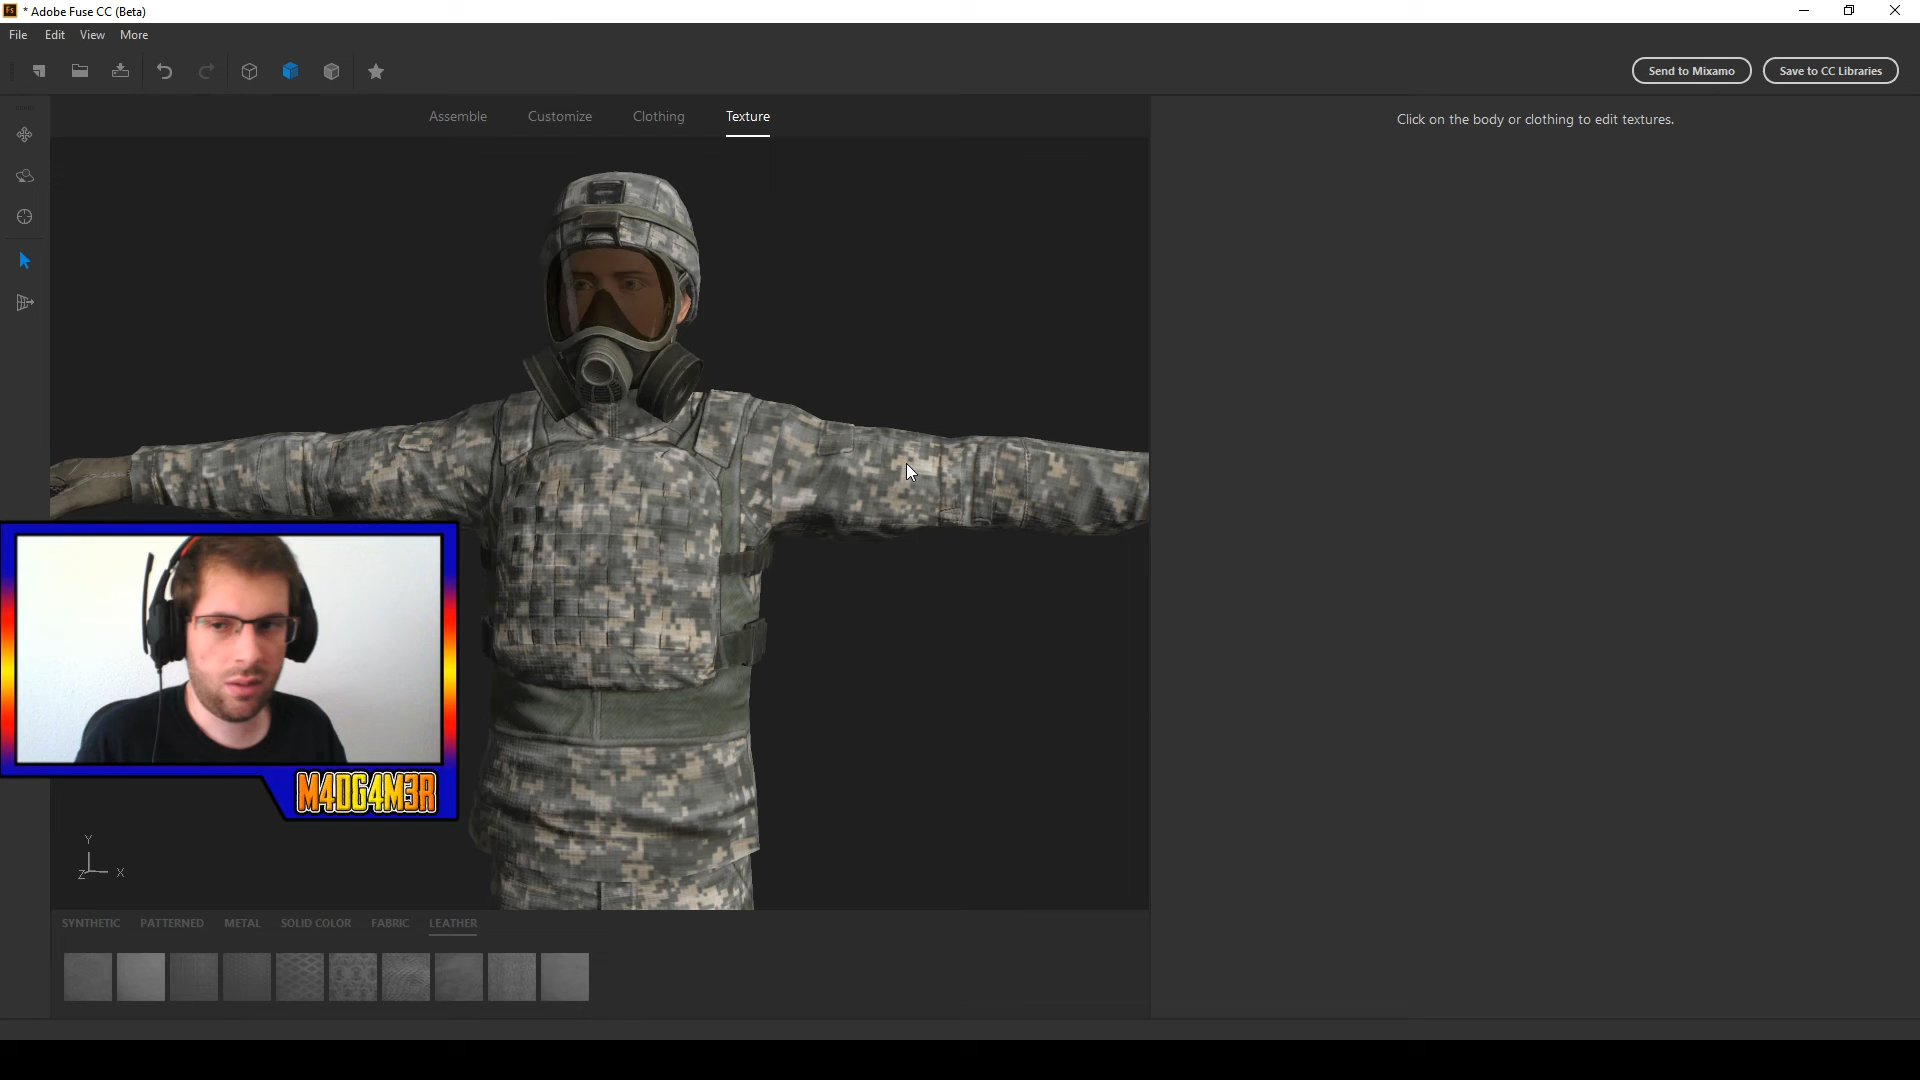 * Adobe Fuse CC (Beta)
File Edit View More
Send to Mixamo Save to CC Libraries
Assemble Customize Clothing Texture
Click on the body or clothing to edit textures.
M4DG4M3R
Y
Z X
SYNTHETIC PATTERNED METAL SOLID COLOR FABRIC LEATHER